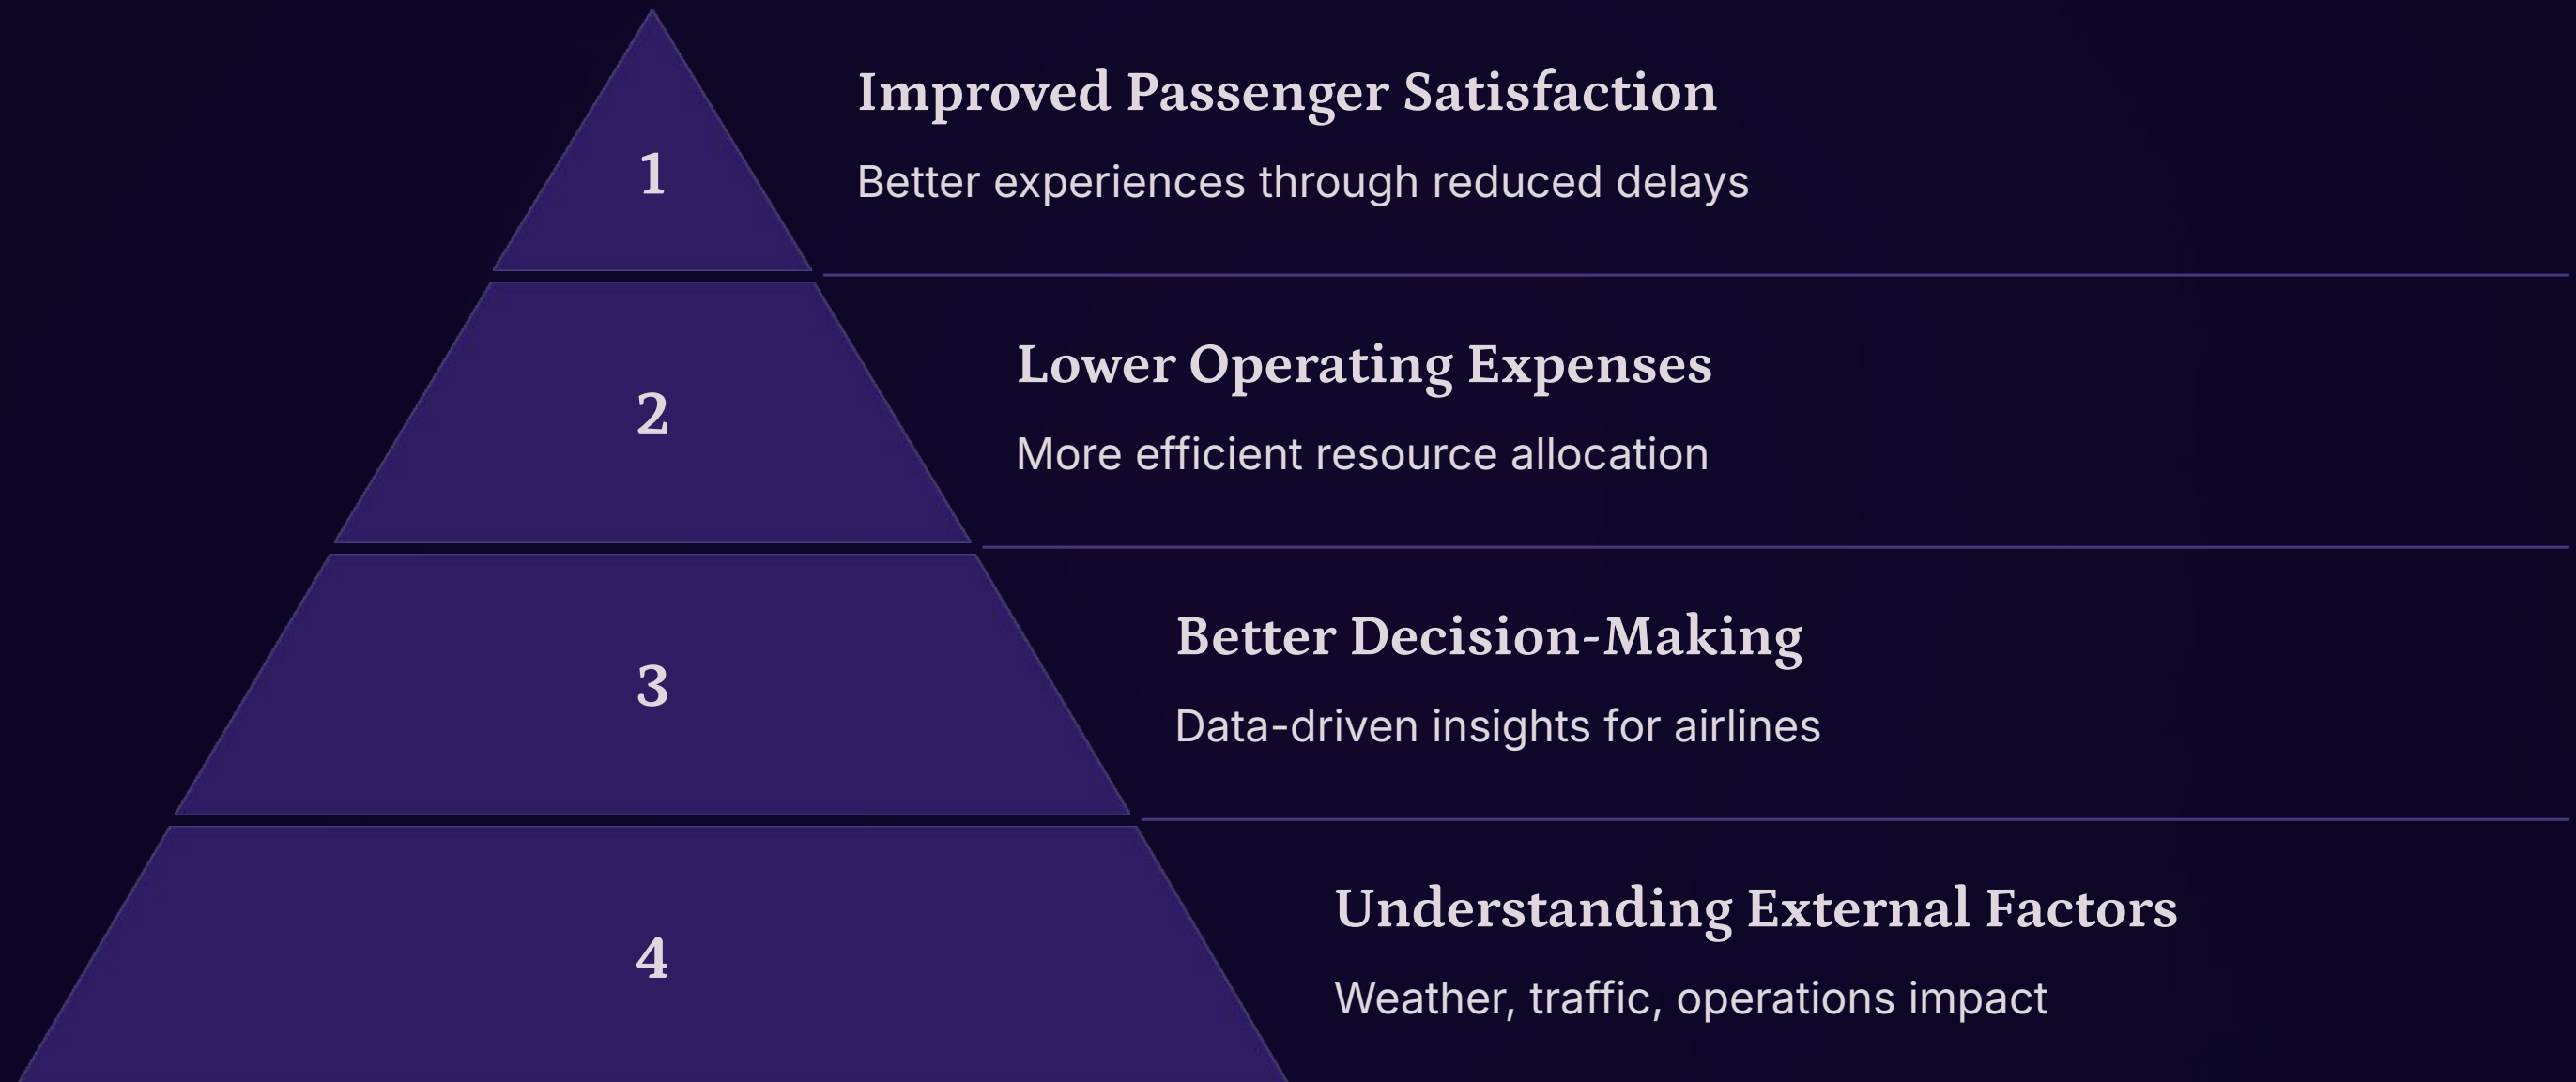 1
Improved Passenger Satisfaction
Better experiences through reduced delays
2
Lower Operating Expenses
More efficient resource allocation
3
Better Decision-Making
Data-driven insights for airlines
4
Understanding External Factors
Weather, traffic, operations impact